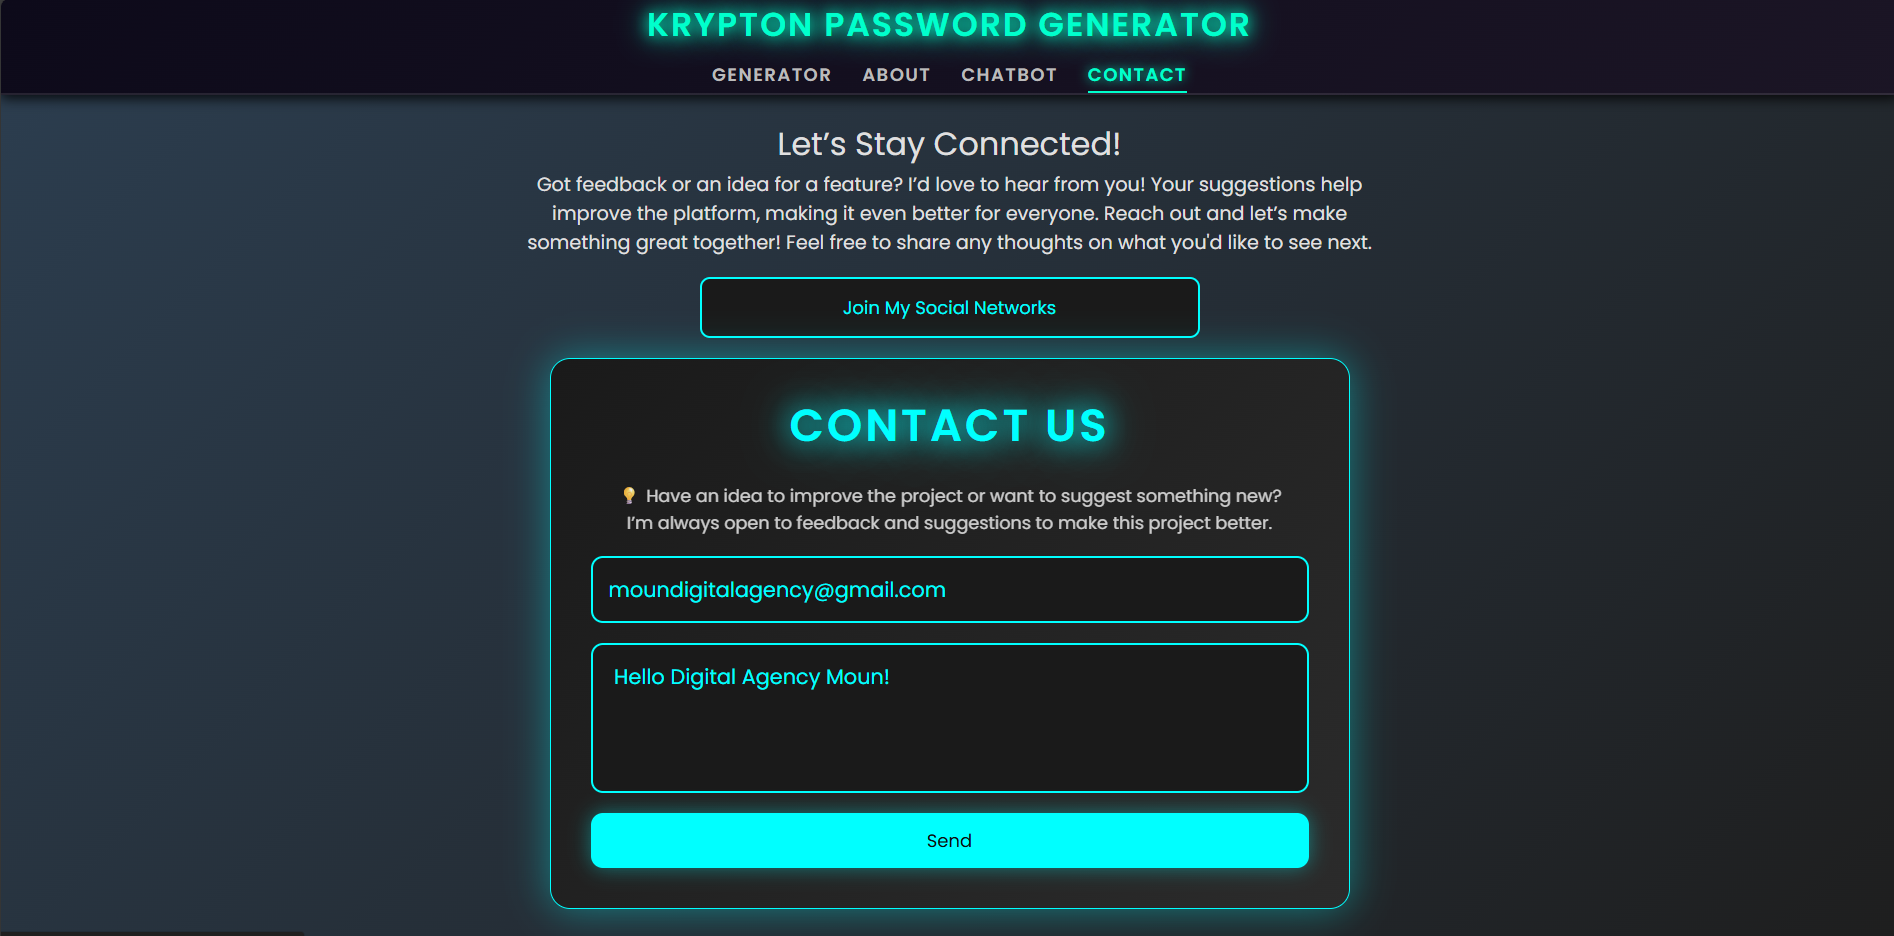 KRYPTON PASSWORD GENERATOR
GENERATOR ABOUT CHATBOT CONTACT
Let’s Stay Connected!
Got feedback or an idea for a feature? I’d love to hear from you! Your suggestions help
improve the platform, making it even better for everyone. Reach out and let’s make
something great together! Feel free to share any thoughts on what you'd like to see next.
Join My Social Networks
CONTACT US
💡 Have an idea to improve the project or want to suggest something new?
I’m always open to feedback and suggestions to make this project better.
moundigitalagency@gmail.com
Hello Digital Agency Moun!
Send